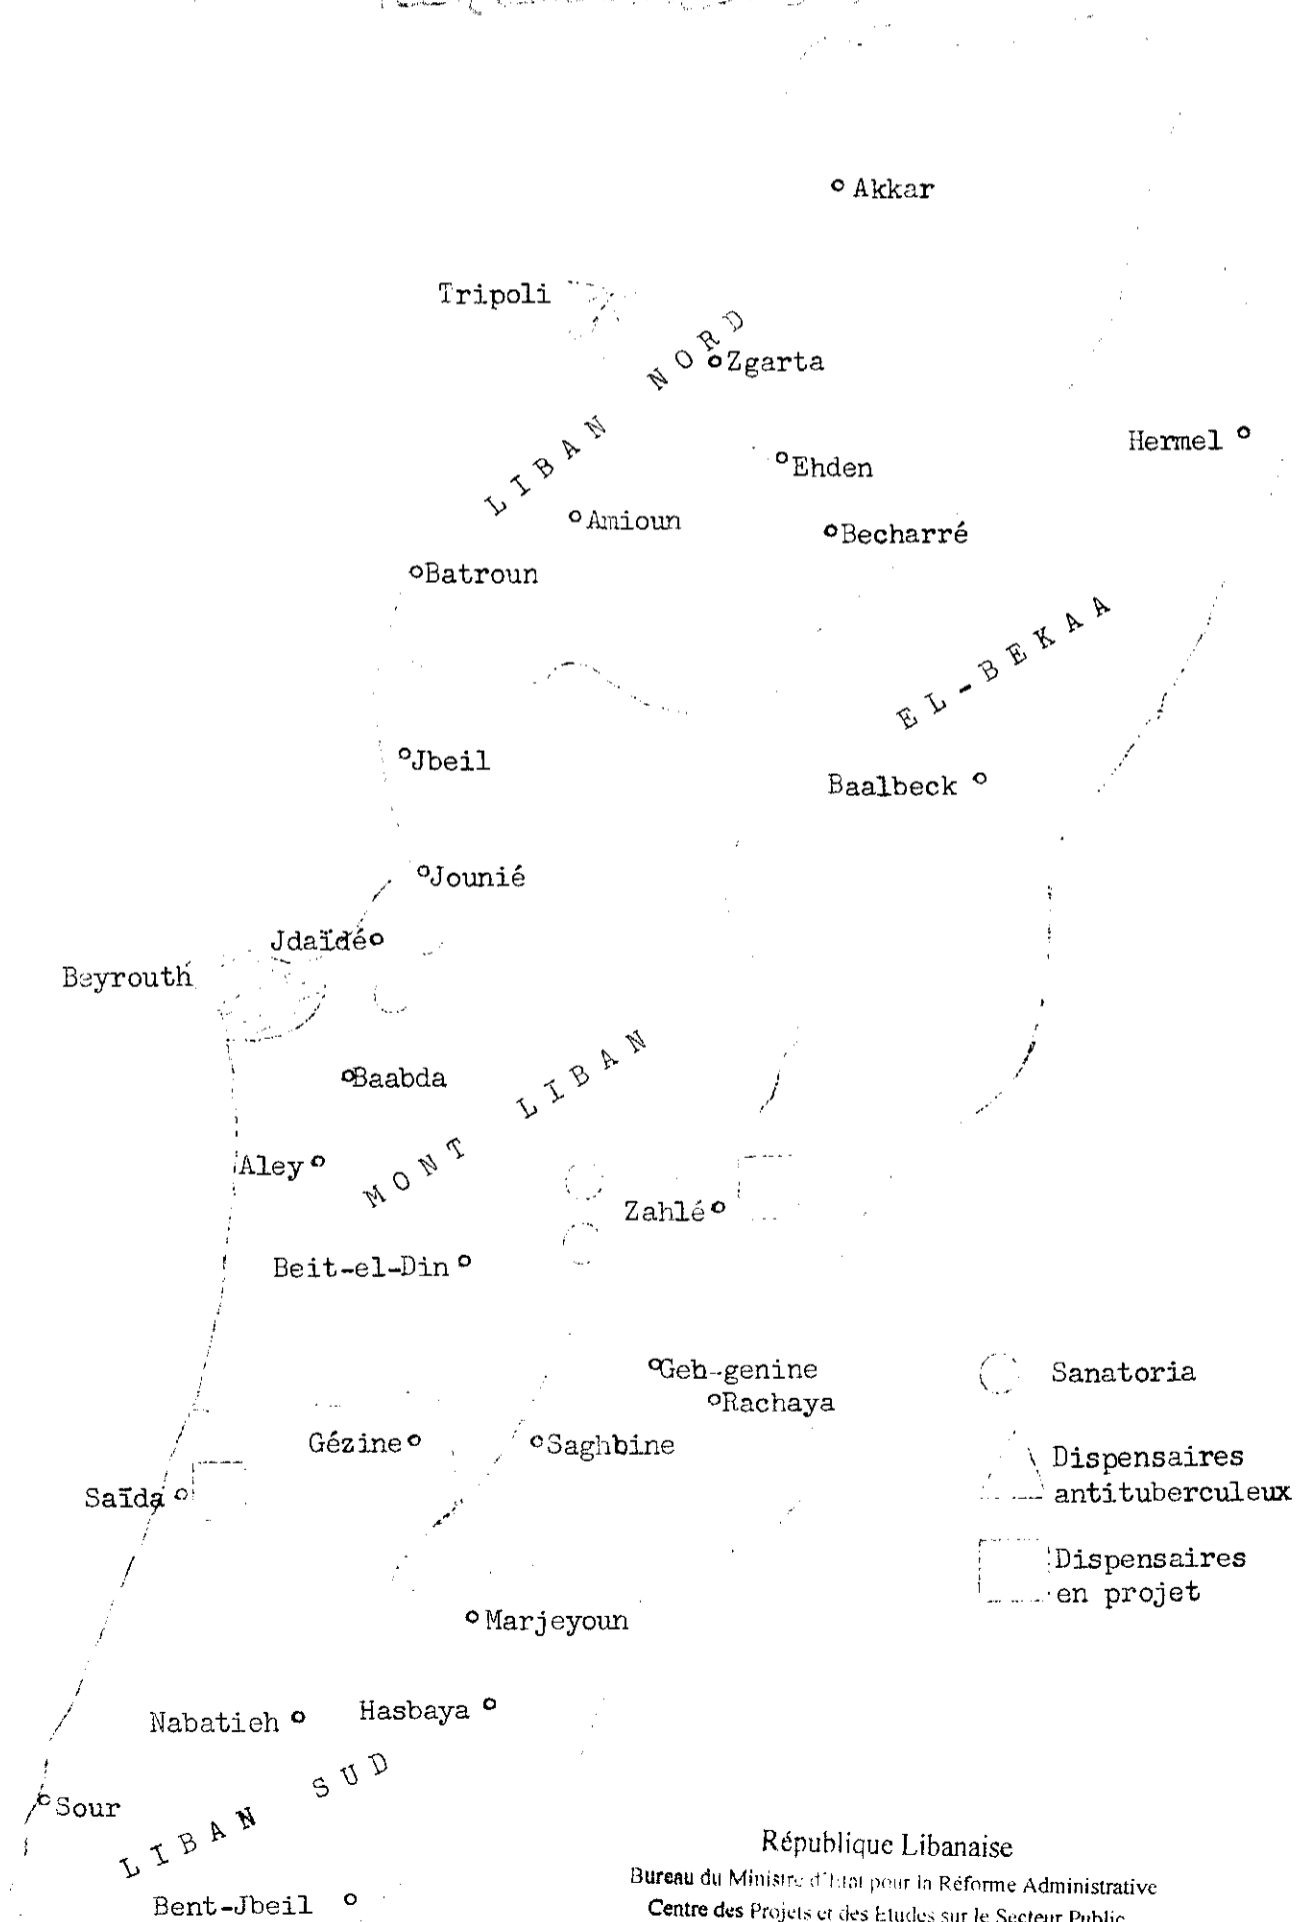 Akkar
Tripoli
LIBAN NORD
Zgarta
Hermel
Ehden
Amioun
Becharré
Batroun
EL-BEKAA
Jbeil
Baalbeck
Jounié
Jdaïdé
Beyrouth
Baabda
MONT LIBAN
Aley
Zahlé
Beit-el-Din
Geb-genine
Rachaya
Sanatoria
Gézine
Saghbine
Dispensaires
antituberculeux
Saïda
Dispensaires
en projet
Marjeyoun
Nabatieh
Hasbaya
LIBAN SUD
Sour
Bent-Jbeil
République Libanaise
Bureau du Ministre d'Etat pour la Réforme Administrative
Centre des Projets et des Etudes sur le Secteur Public